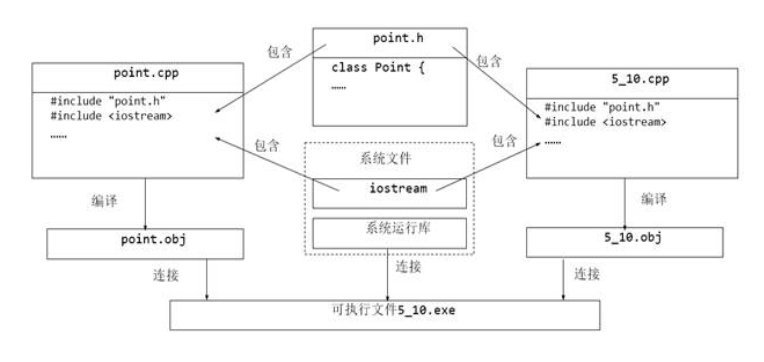 point.h
class Point {
……
包含
包含
point.cpp
#include "point.h"
#include <iostream>
……
5_10.cpp
#include "point.h"
#include <iostream>
……
包含
包含
系统文件
iostream
系统运行库
编译
编译
point.obj
5_10.obj
连接
连接
连接
可执行文件5_10.exe